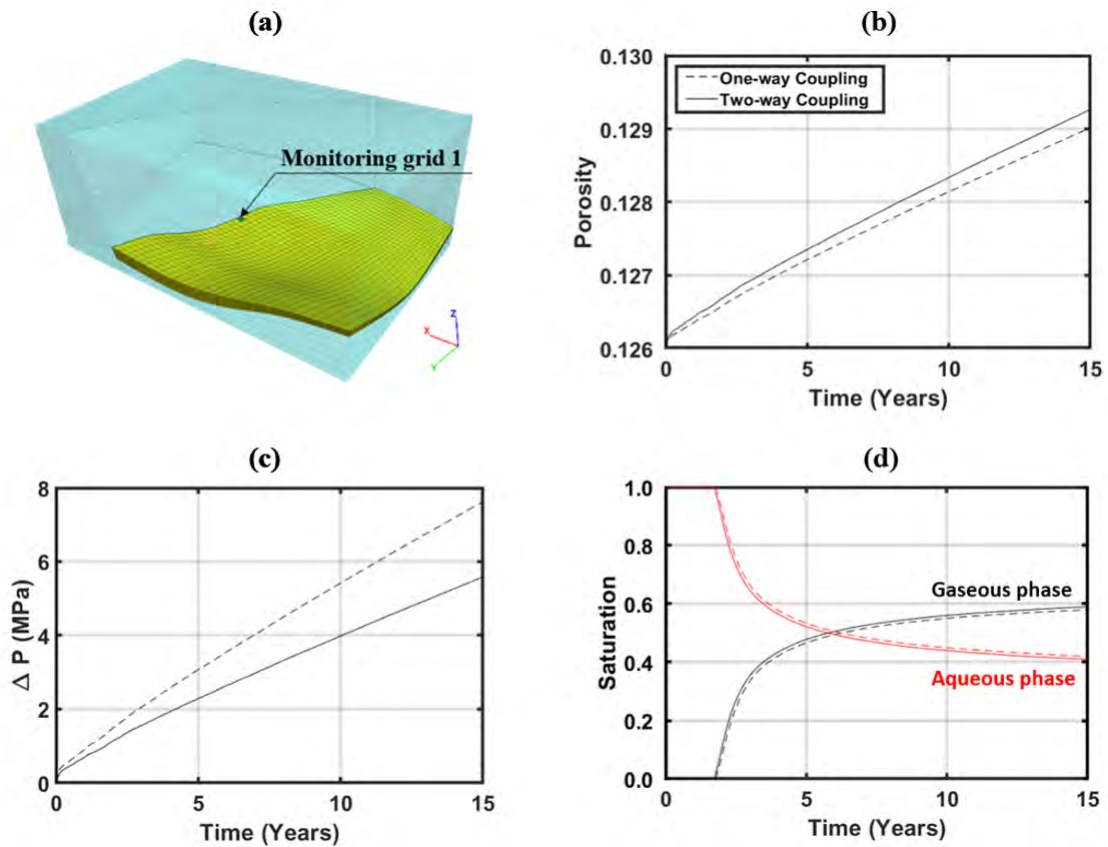 (a)
Monitoring grid 1
Z
X
Y
(b)
0.130
0.129
0.128
0.127
0.126
Porosity
One-way Coupling
Two-way Coupling
0
5
10
15
Time (Years)
(c)
8
6
4
2
0
Δ P (MPa)
0
5
10
15
Time (Years)
(d)
1.0
0.8
0.6
0.4
0.2
0.0
Saturation
Gaseous phase
Aqueous phase
0
5
10
15
Time (Years)